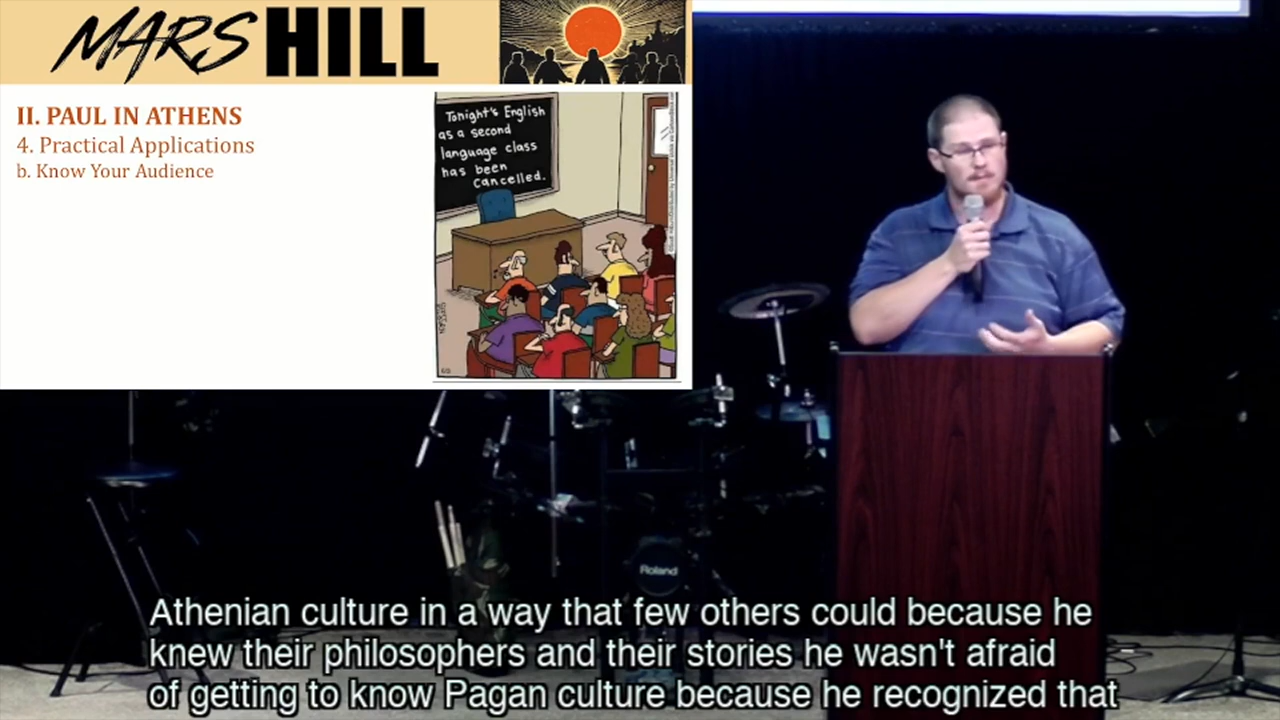 MARS HILL
II. PAUL IN ATHENS
4. Practical Applications
b. Know Your Audience
Tonight's English
as a second
language class
has been
cancelled.
Roland
Athenian culture in a way that few others could because he
knew their philosophers and their stories he wasn't afraid
of getting to know Pagan culture because he recognized that